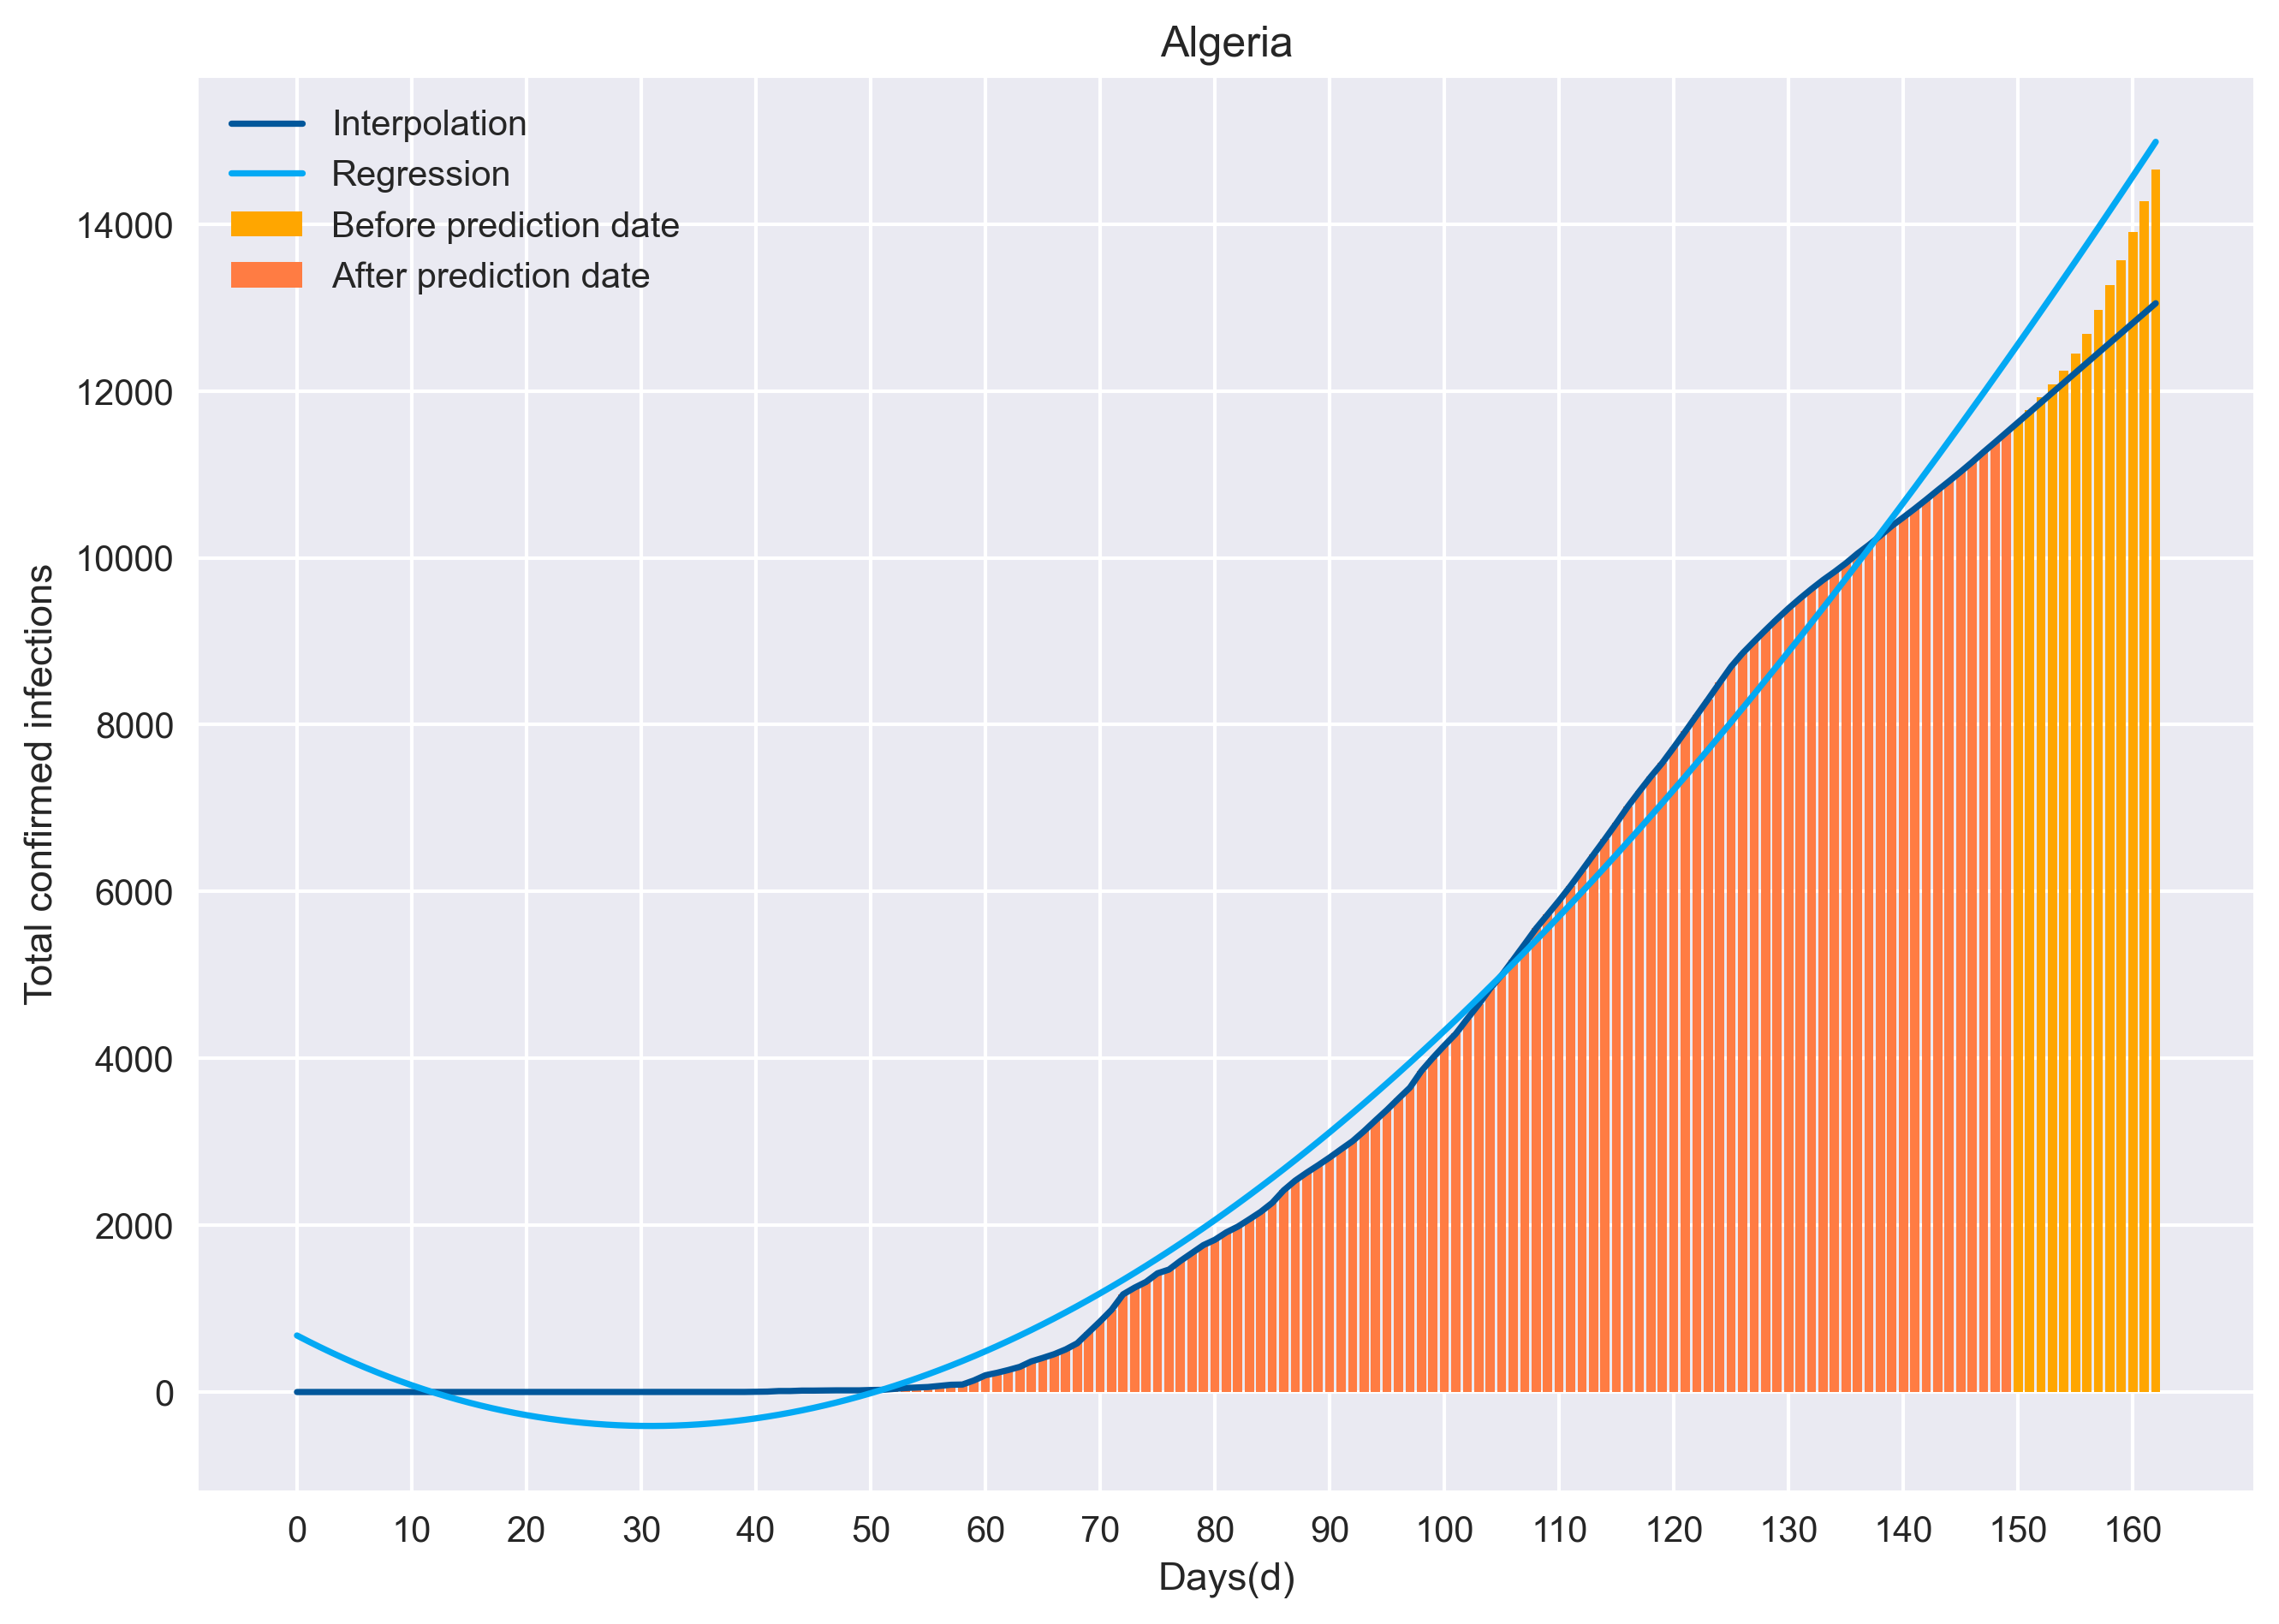 Algeria
Interpolation
Regression
Before prediction date
After prediction date
14000
12000
10000
8000
6000
4000
2000
0
Total confirmed infections
0 10 20 30 40 50 60 70 80 90 100 110 120 130 140 150 160
Days(d)